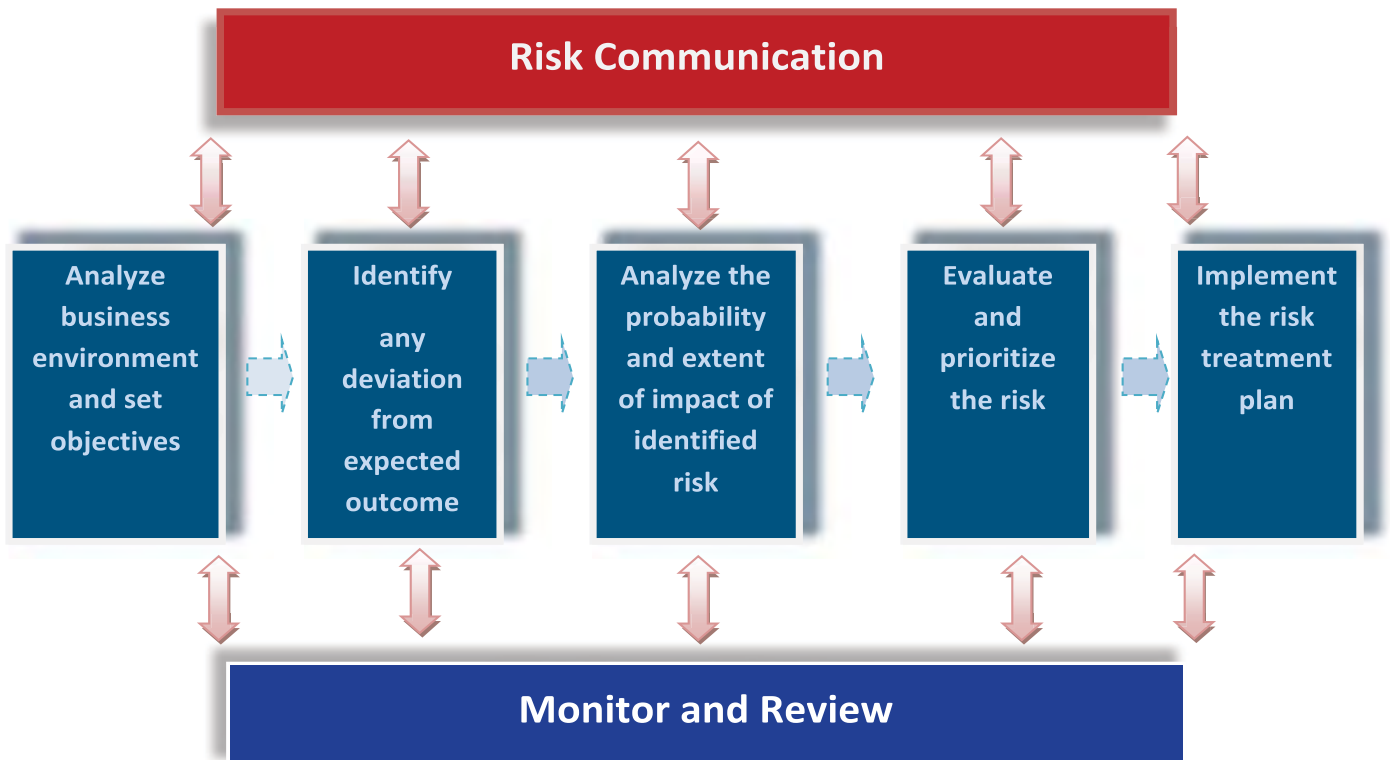 Risk Communication
Analyze
business
environment
and set
objectives
Identify
any
deviation
from
expected
outcome
Analyze the
probability
and extent
of impact of
identified
risk
Evaluate
and
prioritize
the risk
Implement
the risk
treatment
plan
Monitor and Review